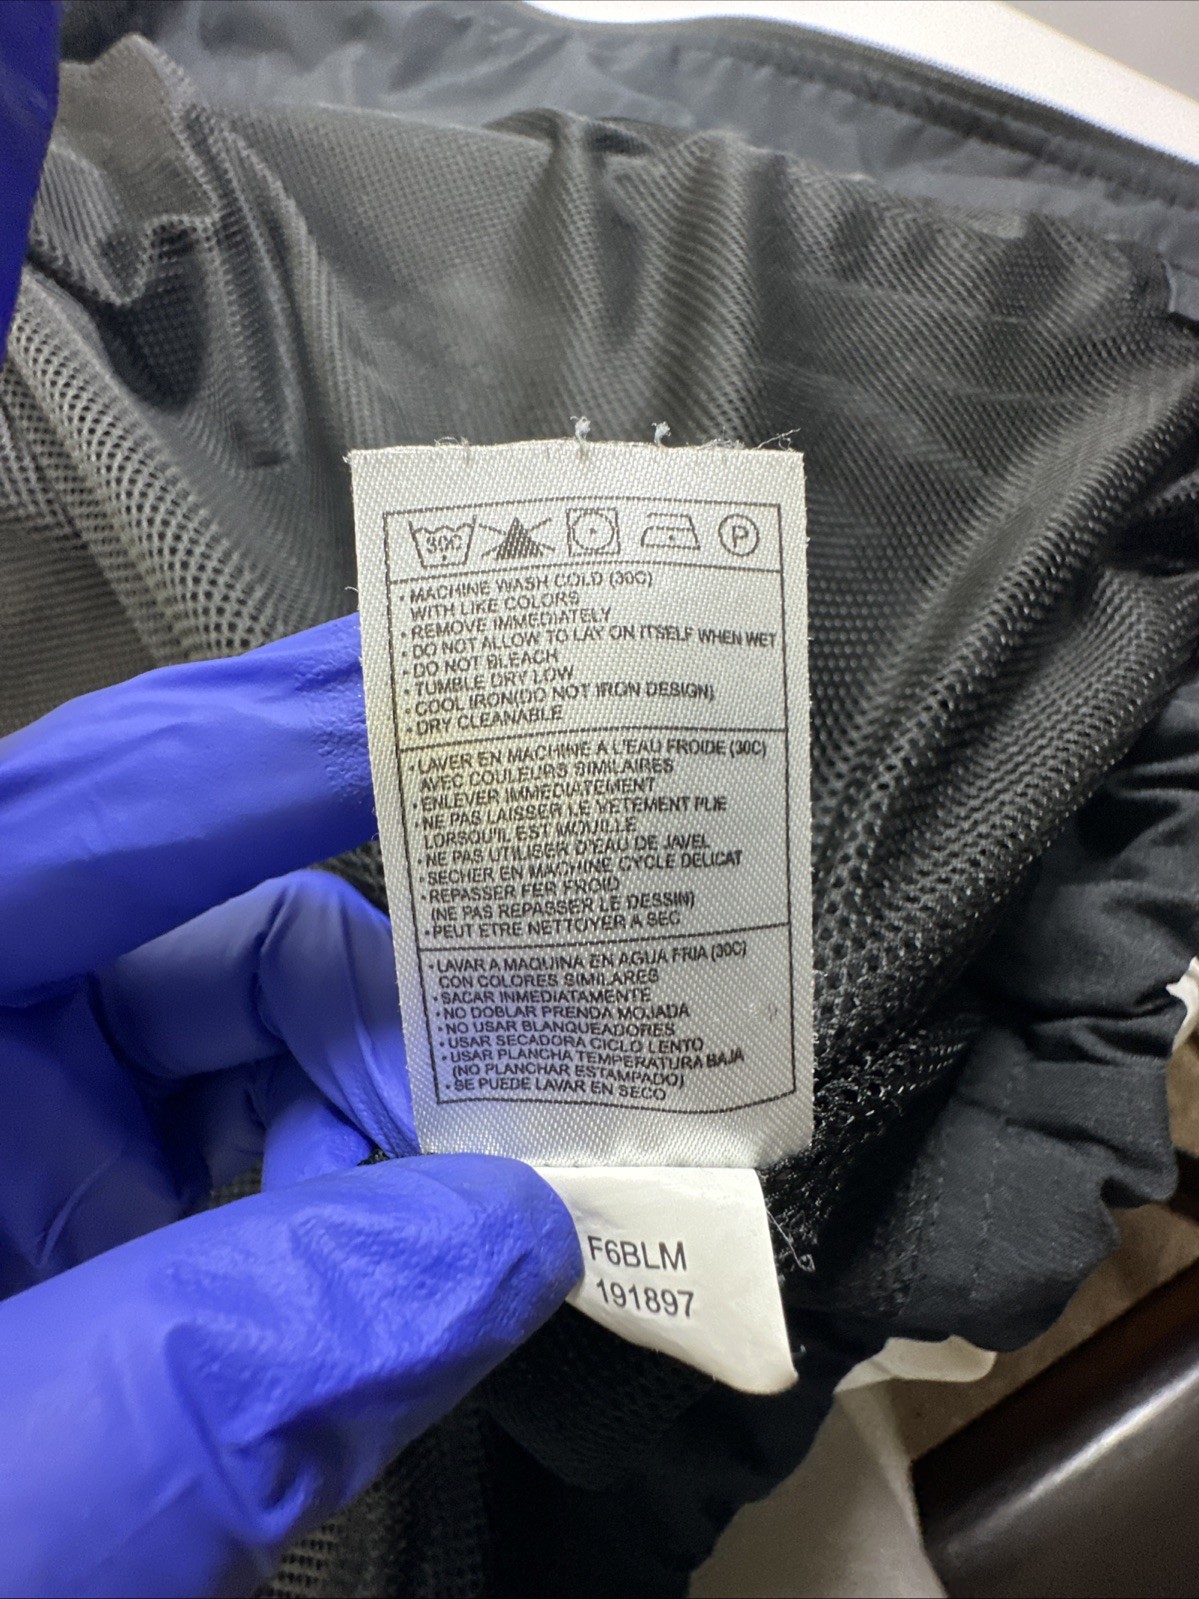 30C
P
• MACHINE WASH COLD (30C)
WITH LIKE COLORS
• REMOVE IMMEDIATELY
• DO NOT ALLOW TO LAY ON ITSELF WHEN WET
• DO NOT BLEACH
• TUMBLE DRY LOW
• COOL IRON(DO NOT IRON DESIGN)
• DRY CLEANABLE
• LAVER EN MACHINE A L'EAU FROIDE (30C)
AVEC COULEURS SIMILAIRES
• ENLEVER IMMEDIATEMENT
• NE PAS LAISSER LE VETEMENT PLIE
LORSQU'IL EST MOUILLE
• NE PAS UTILISER D'EAU DE JAVEL
• SECHER EN MACHINE CYCLE DELICAT
• REPASSER FER FROID
(NE PAS REPASSER LE DESSIN)
• PEUT ETRE NETTOYER A SEC
• LAVAR A MAQUINA EN AGUA FRIA (30C)
CON COLORES SIMILARES
• SACAR INMEDIATAMENTE
• NO DOBLAR PRENDA MOJADA
• NO USAR BLANQUEADORES
• USAR SECADORA CICLO LENTO
• USAR PLANCHA TEMPERATURA BAJA
(NO PLANCHAR ESTAMPADO)
• SE PUEDE LAVAR EN SECO
F6BLM
191897